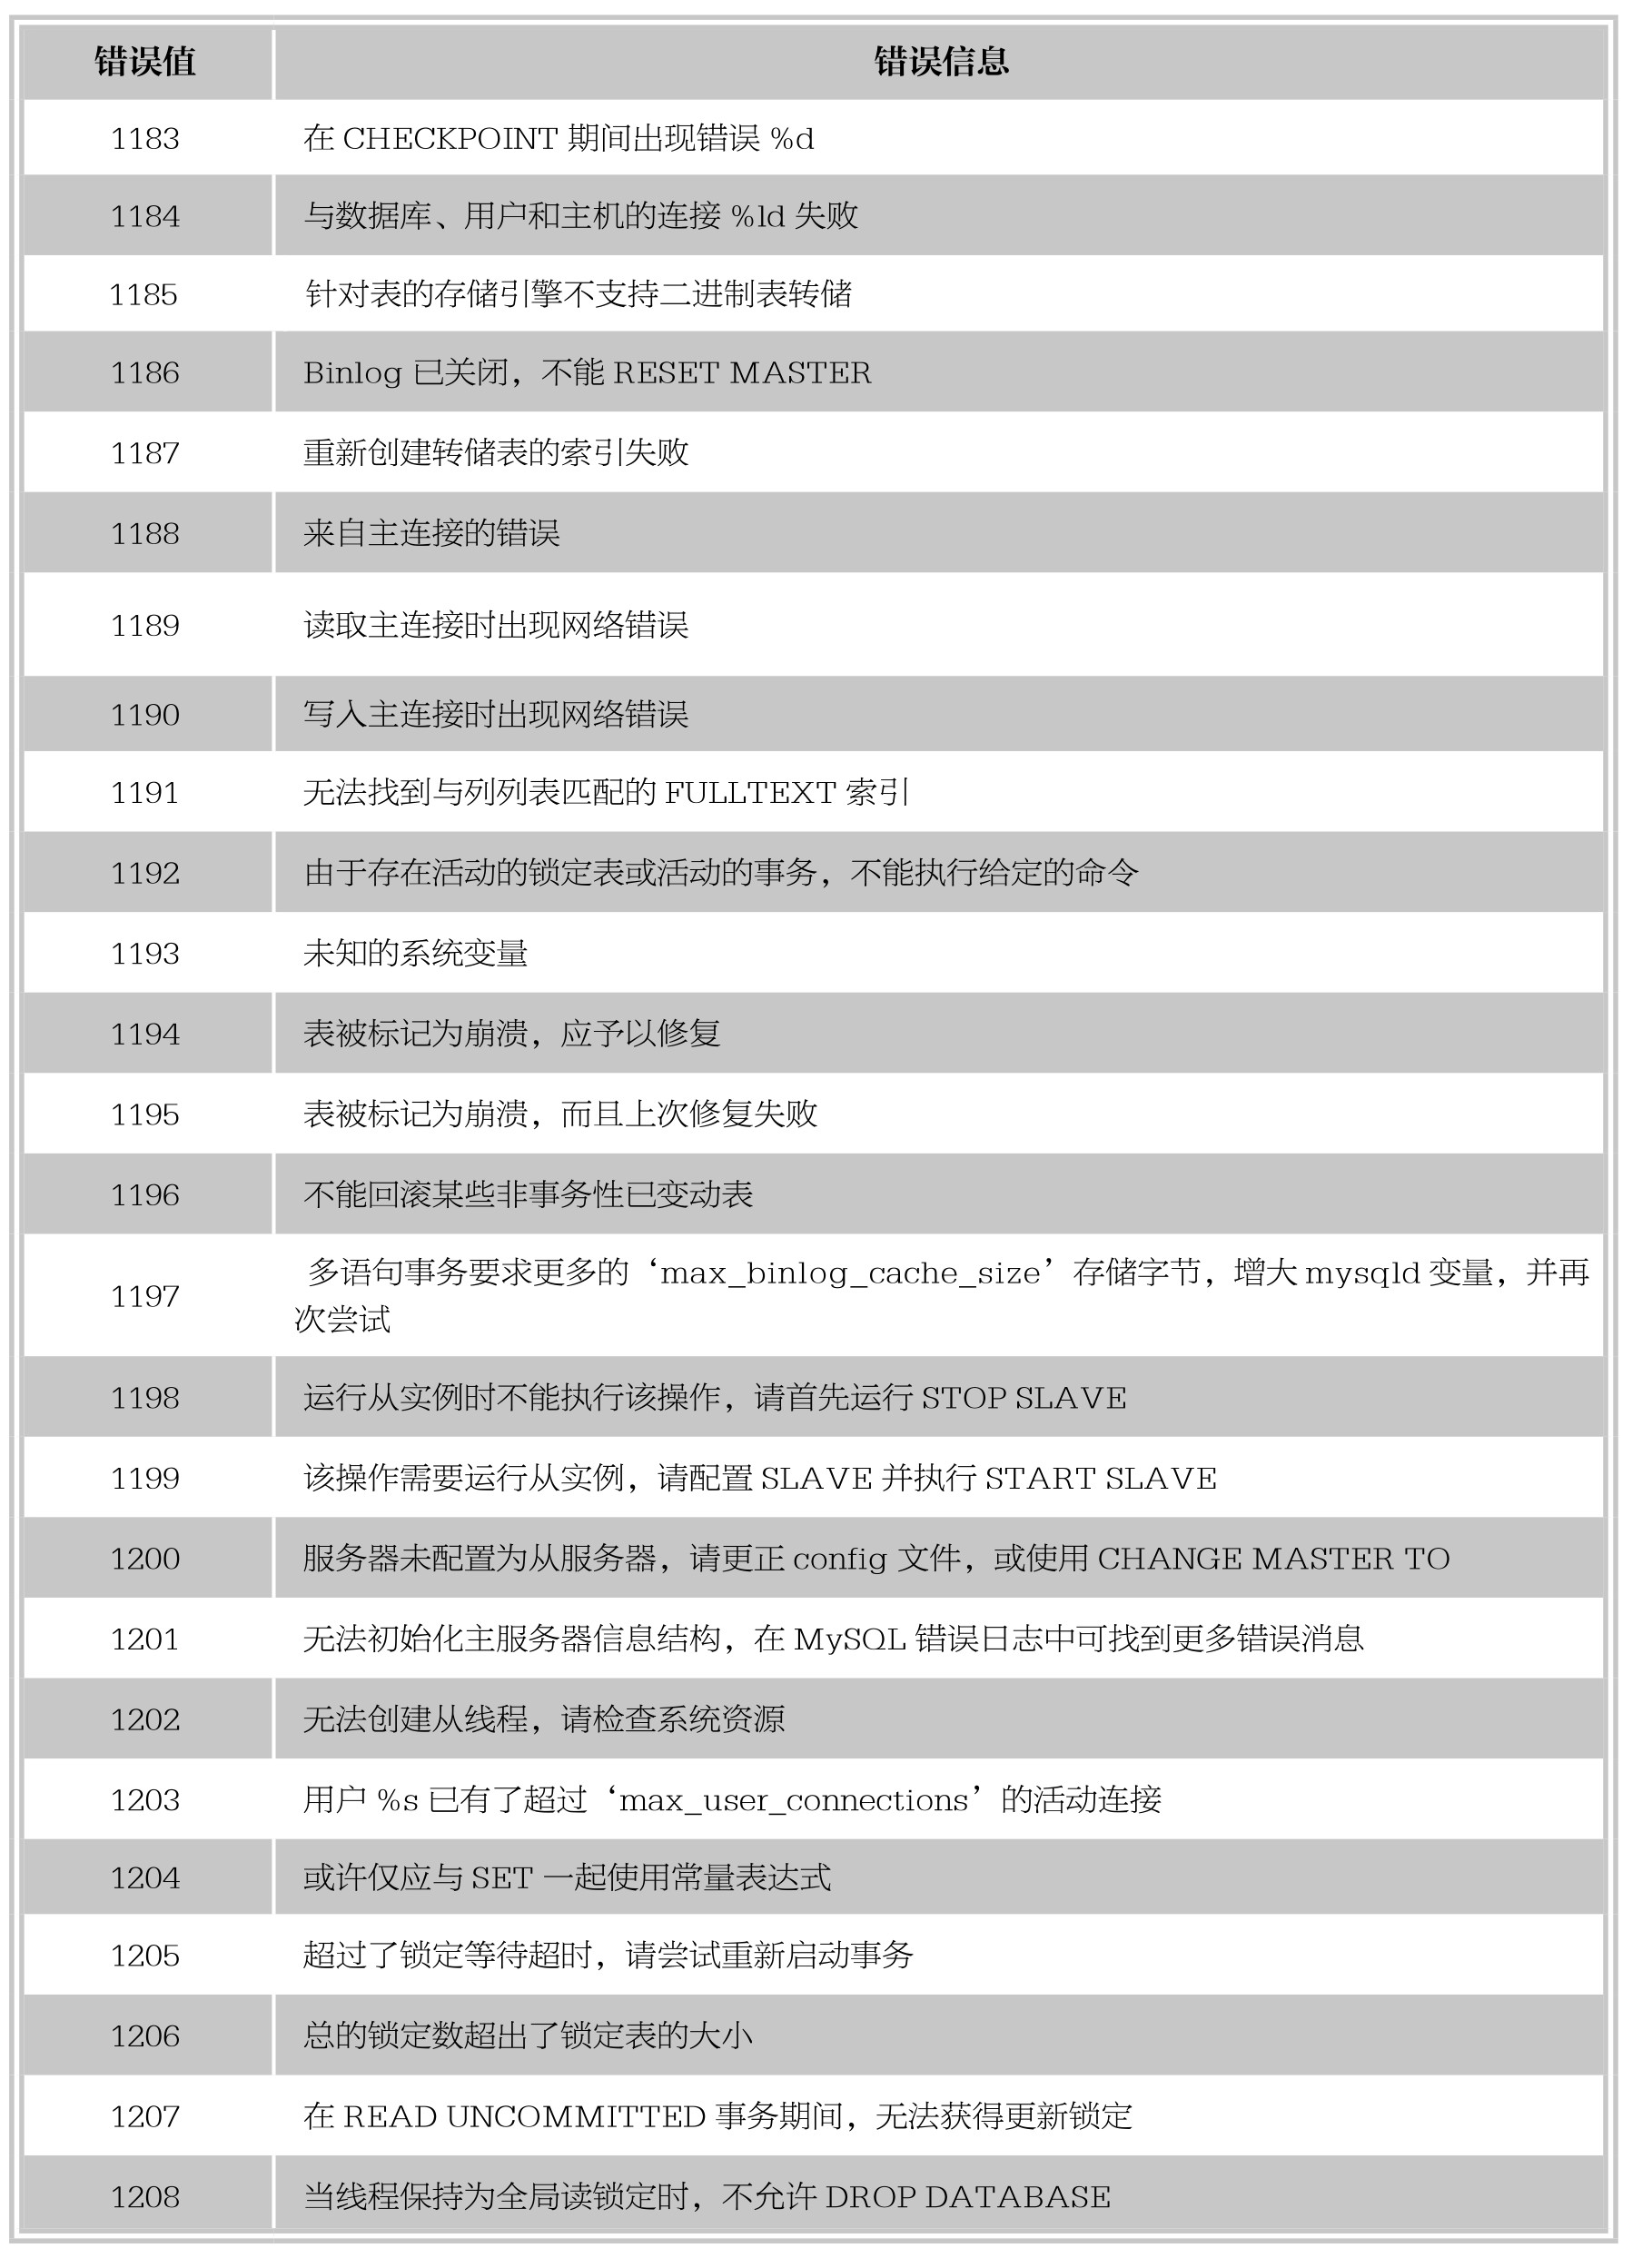 错误值 错误信息
1183 在 CHECKPOINT 期间出现错误 %d
1184 与数据库、用户和主机的连接 %ld 失败
1185 针对表的存储引擎不支持二进制表转储
1186 Binlog 已关闭，不能 RESET MASTER
1187 重新创建转储表的索引失败
1188 来自主连接的错误
1189 读取主连接时出现网络错误
1190 写入主连接时出现网络错误
1191 无法找到与列列表匹配的 FULLTEXT 索引
1192 由于存在活动的锁定表或活动的事务，不能执行给定的命令
1193 未知的系统变量
1194 表被标记为崩溃，应予以修复
1195 表被标记为崩溃，而且上次修复失败
1196 不能回滚某些非事务性已变动表
1197 多语句事务要求更多的‘max_binlog_cache_size’存储字节，增大 mysqld 变量，并再
次尝试
1198 运行从实例时不能执行该操作，请首先运行 STOP SLAVE
1199 该操作需要运行从实例，请配置 SLAVE 并执行 START SLAVE
1200 服务器未配置为从服务器，请更正 config 文件，或使用 CHANGE MASTER TO
1201 无法初始化主服务器信息结构，在 MySQL 错误日志中可找到更多错误消息
1202 无法创建从线程，请检查系统资源
1203 用户 %s 已有了超过‘max_user_connections’的活动连接
1204 或许仅应与 SET 一起使用常量表达式
1205 超过了锁定等待超时，请尝试重新启动事务
1206 总的锁定数超出了锁定表的大小
1207 在 READ UNCOMMITTED 事务期间，无法获得更新锁定
1208 当线程保持为全局读锁定时，不允许 DROP DATABASE